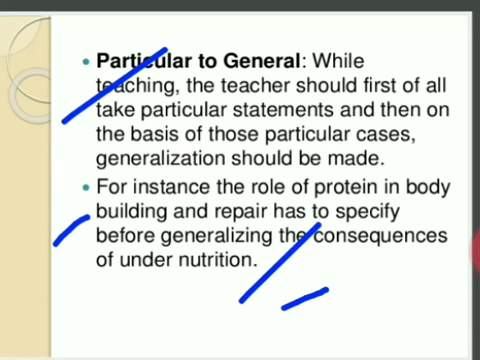 • Particular to General: While
teaching, the teacher should first of all
take particular statements and then on
the basis of those particular cases,
generalization should be made.
• For instance the role of protein in body
building and repair has to specify
before generalizing the consequences
of under nutrition.